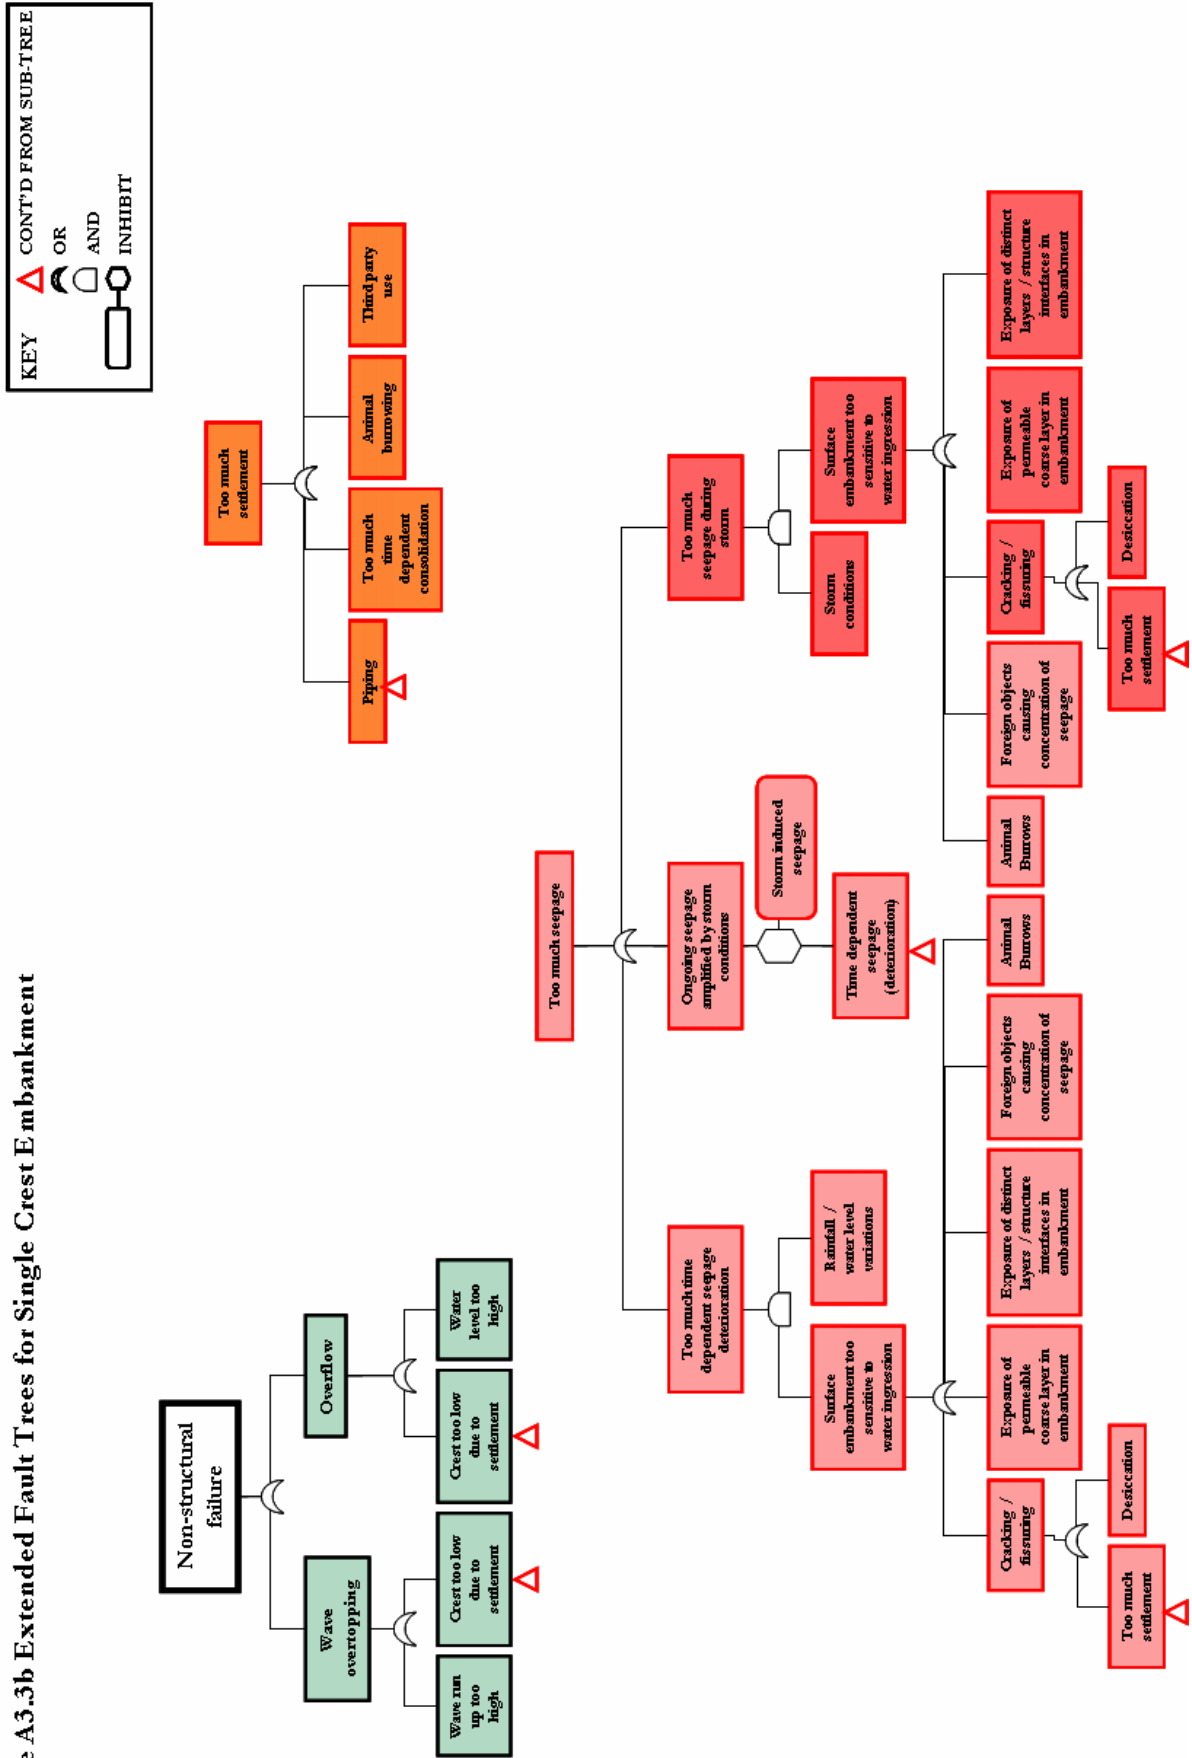 e A3.3b Extended Fault Trees for Single Crest Embankment
KEY
CONT'D FROM SUB-TREE
OR
AND
INHIBIT
Non-structural
failure
Wave
overtopping
Overflow
Wave run
up too
high
Crest too low
due to
settlement
Crest too low
due to
settlement
Water
level too
high
Too much
settlement
Piping
Too much
time
dependent
consolidation
Animal
burrowing
Third party
use
Too much seepage
Too much time
dependent seepage
deterioration
Ongoing seepage
amplified by storm
conditions
Too much
seepage during
storm
Storm induced
seepage
Surface
embankment too
sensitive to
water ingression
Rainfall /
water level
variations
Time dependent
seepage
(deterioration)
Storm
conditions
Surface
embankment too
sensitive to
water ingression
Cracking /
fissuring
Exposure of
permeable
coarse layer in
embankment
Exposure of distinct
layers / structure
interfaces in
embankment
Foreign objects
causing
concentration of
seepage
Animal
Burrows
Animal
Burrows
Foreign objects
causing
concentration of
seepage
Cracking /
fissuring
Exposure of
permeable
coarse layer in
embankment
Exposure of distinct
layers / structure
interfaces in
embankment
Too much
settlement
Desiccation
Too much
settlement
Desiccation